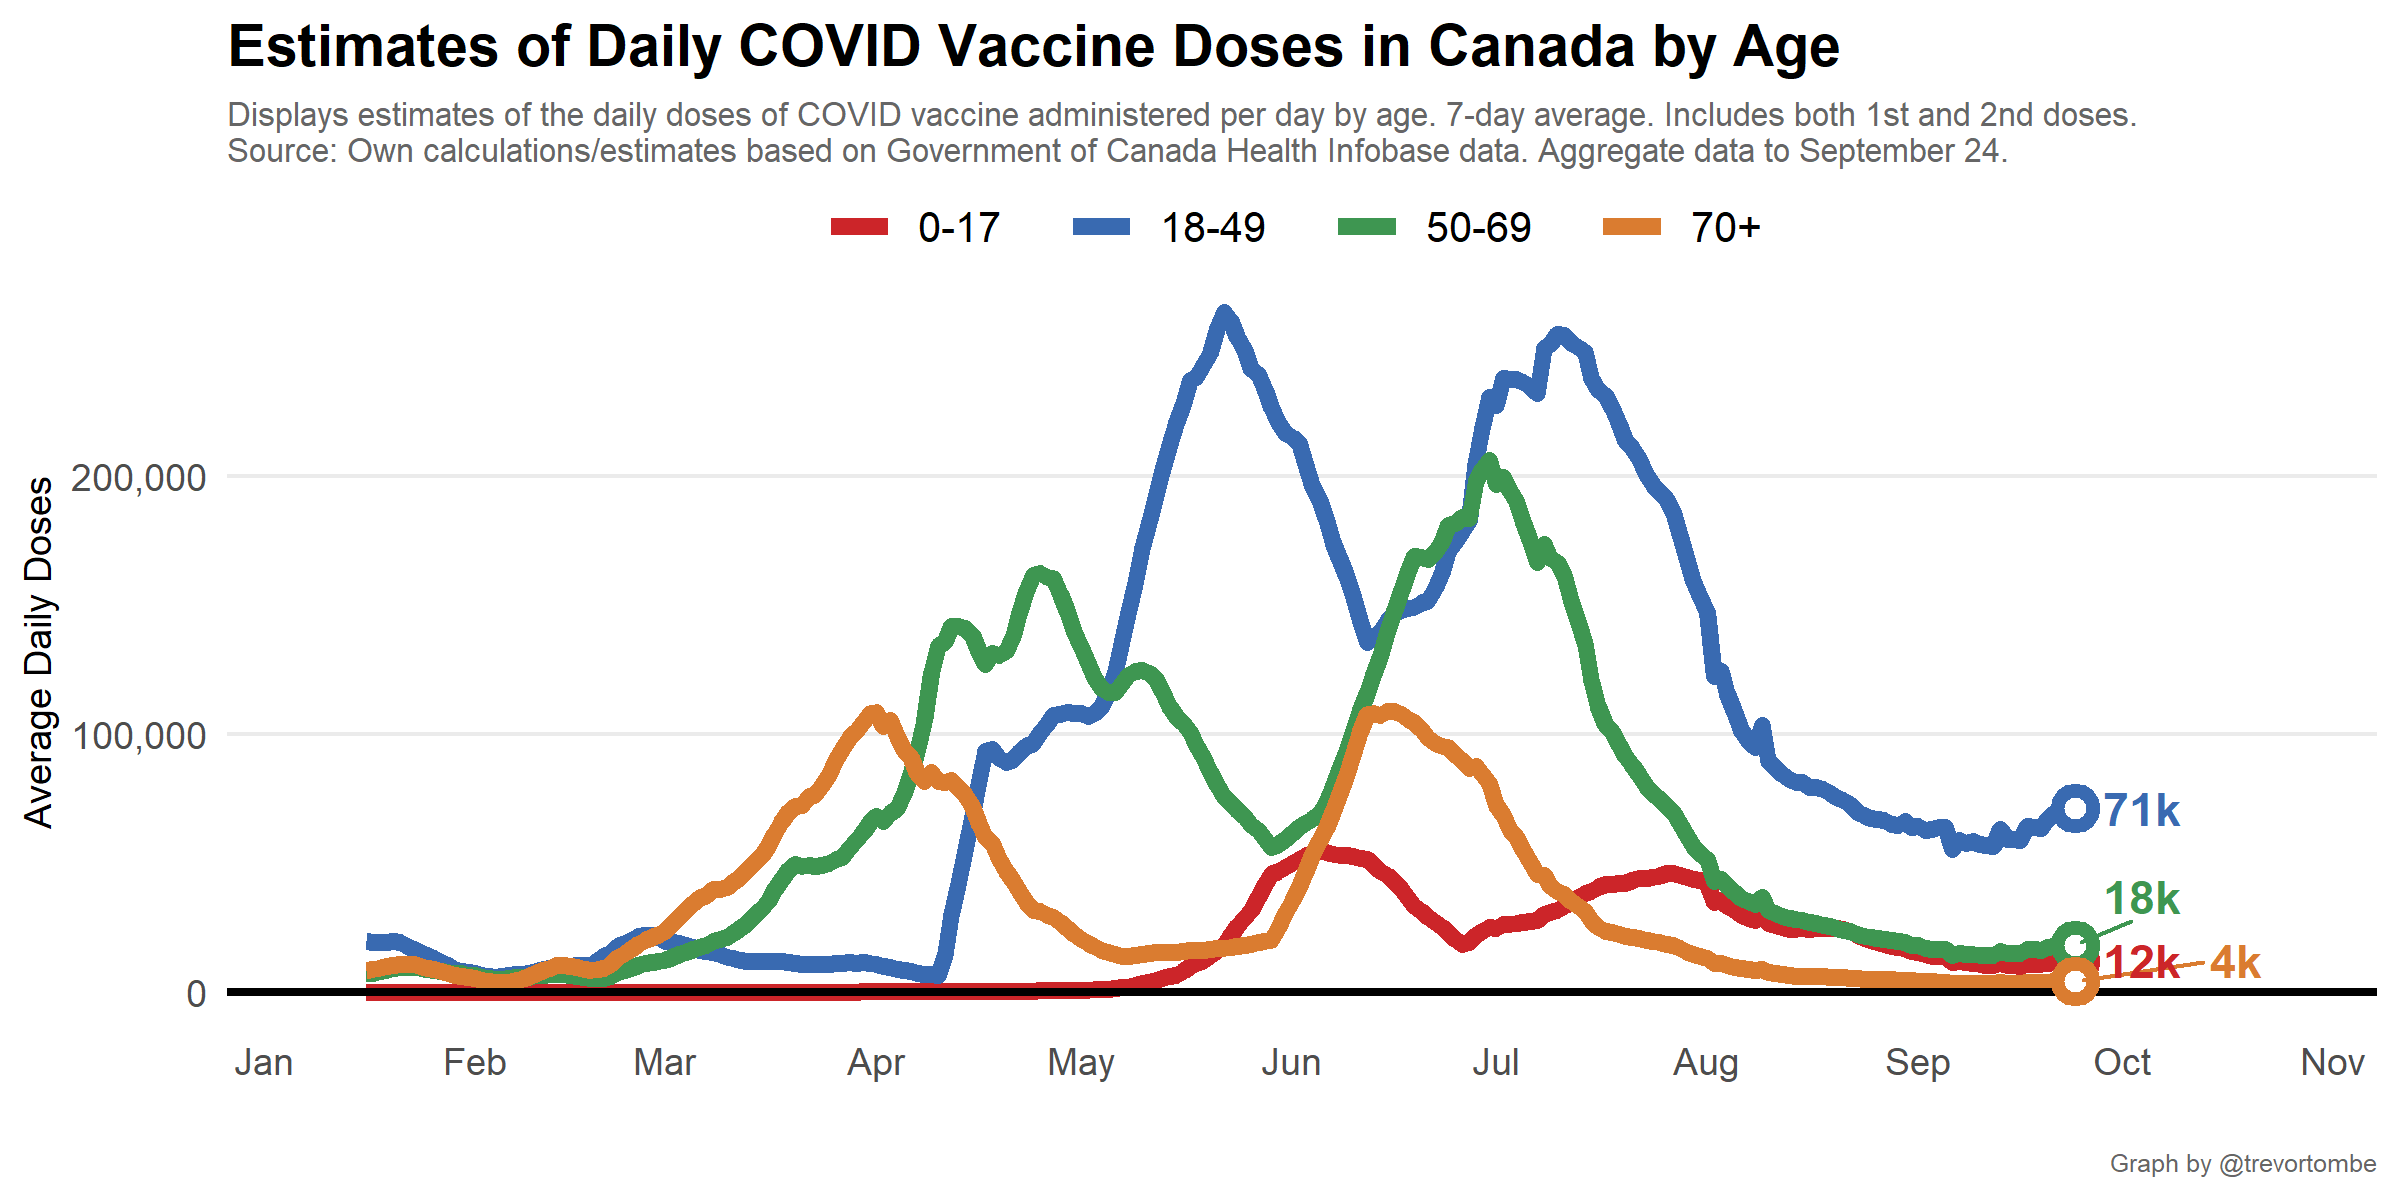 Estimates of Daily COVID Vaccine Doses in Canada by Age
Displays estimates of the daily doses of COVID vaccine administered per day by age. 7-day average. Includes both 1st and 2nd doses.
Source: Own calculations/estimates based on Government of Canada Health Infobase data. Aggregate data to September 24.
0-17 18-49 50-69 70+
Average Daily Doses
200,000
100,000
0
71k
18k
12k 4k
Jan Feb Mar Apr May Jun Jul Aug Sep Oct Nov
Graph by @trevortombe